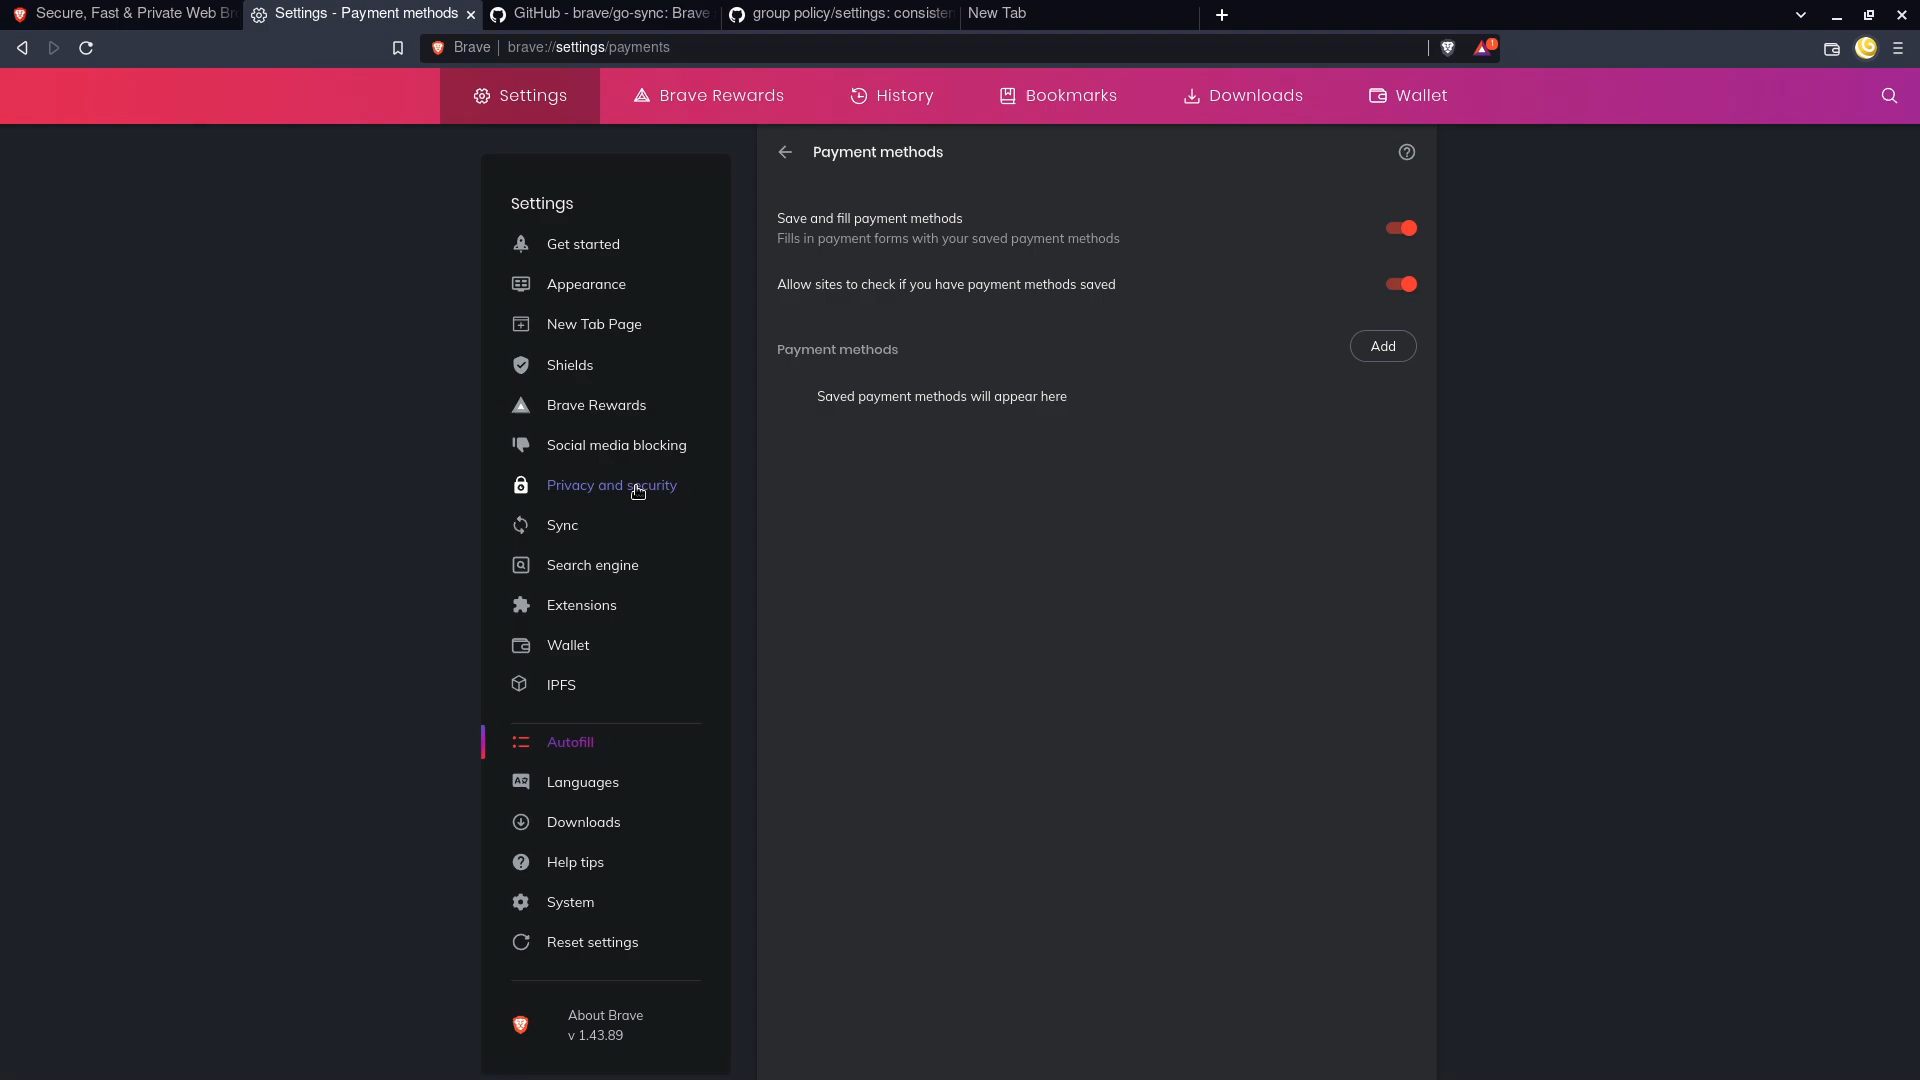 Secure, Fast & Private Web Br
Settings - Payment methods
GitHub - brave/go-sync: Brave
group policy/settings: consisten
New Tab
Brave
brave://settings/payments
1
Settings
Brave Rewards
History
Bookmarks
Downloads
Wallet
Settings
Get started
Appearance
New Tab Page
Shields
Brave Rewards
Social media blocking
Privacy and security
Sync
Search engine
Extensions
Wallet
IPFS
Autofill
Languages
Downloads
Help tips
System
Reset settings
About Brave
v 1.43.89
Payment methods
Save and fill payment methods
Fills in payment forms with your saved payment methods
Allow sites to check if you have payment methods saved
Payment methods
Add
Saved payment methods will appear here